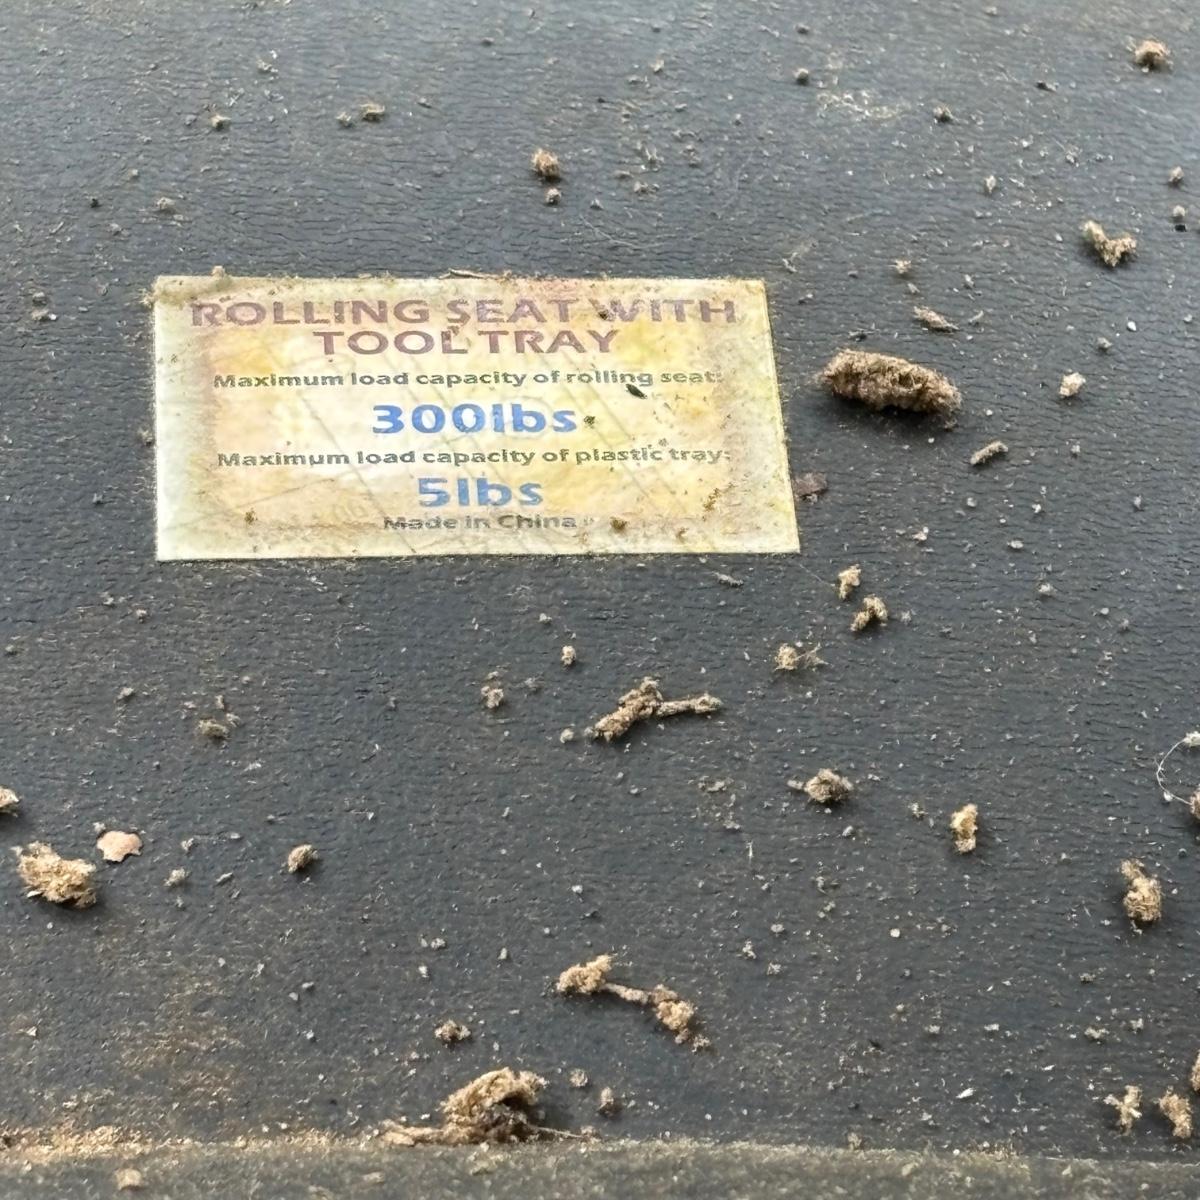 ROLLING SEAT WITH
TOOL TRAY
Maximum load capacity of rolling seat:
300lbs
Maximum load capacity of plastic tray:
5lbs
Made in China